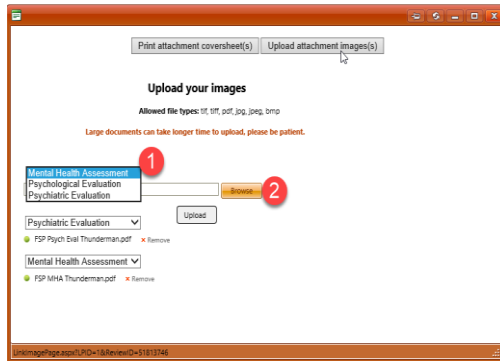 Print attachment coversheet(s) Upload attachment images(s)
Upload your images
Allowed file types: tif, tiff, pdf, jpg, jpeg, bmp
Large documents can take longer time to upload, please be patient.
Mental Health Assessment 1
Psychological Evaluation
Psychiatric Evaluation
Browse 2
Upload
Psychiatric Evaluation
FSP Psych Eval Thunderman.pdf × Remove
Mental Health Assessment
FSP MHA Thunderman.pdf × Remove
LinkImagePage.aspx?LPID=1&ReviewID=51813746